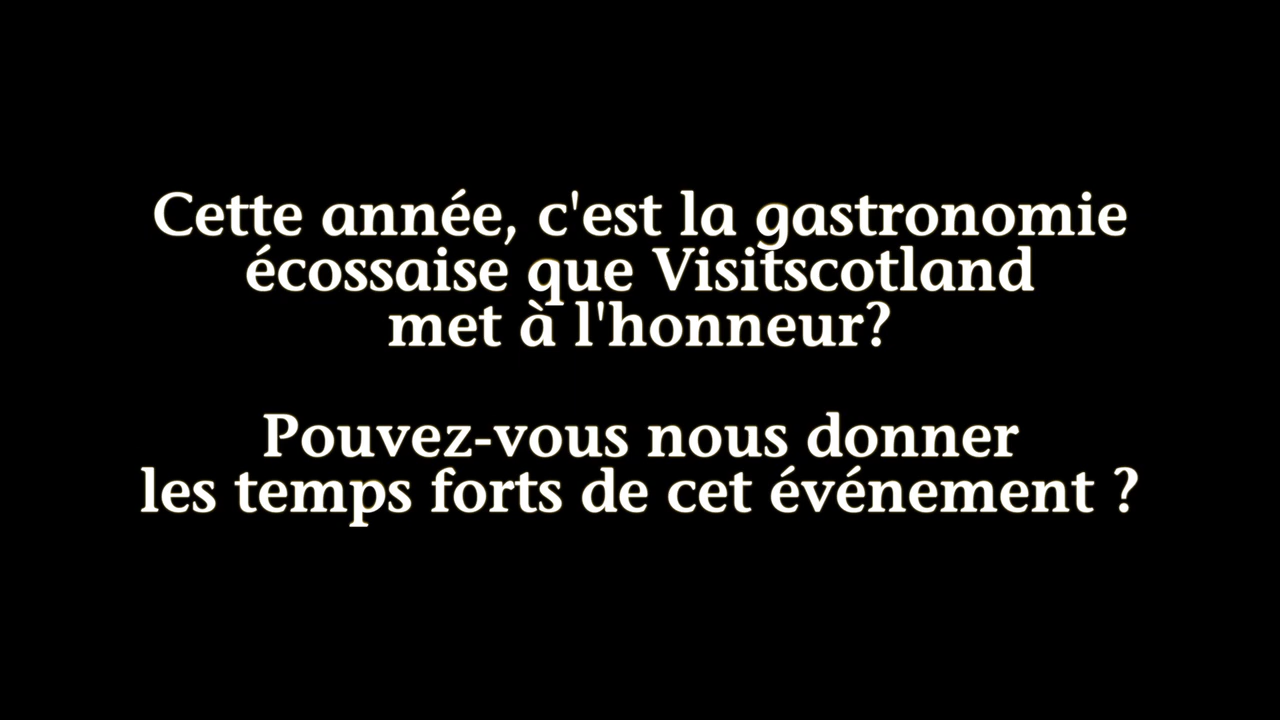 Cette année, c'est la gastronomie
écossaise que Visitscotland
met à l'honneur?
Pouvez-vous nous donner
les temps forts de cet événement ?